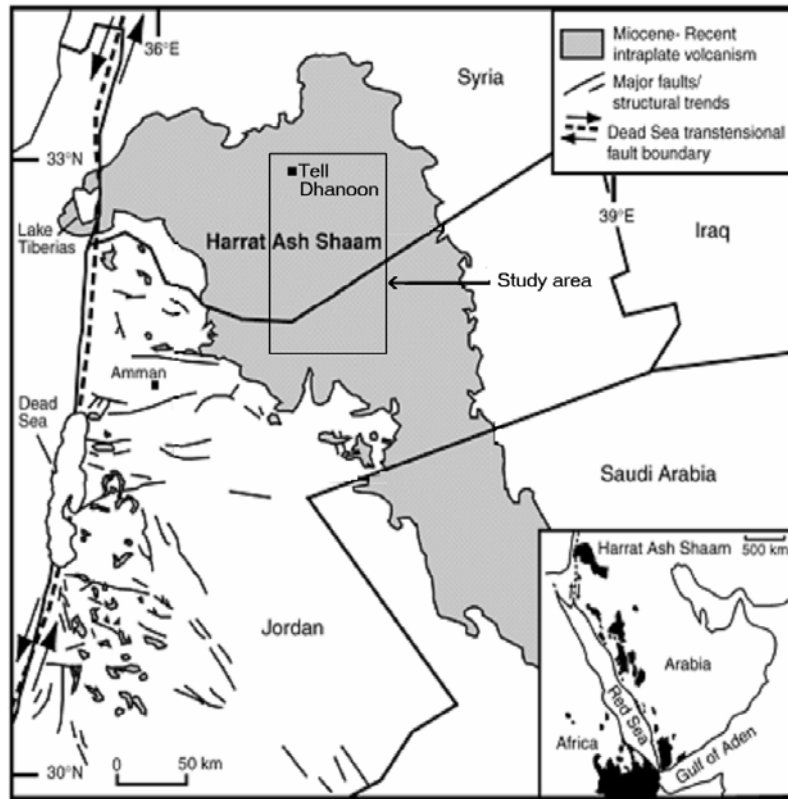 36°E
Syria
Miocene- Recent
intraplate volcanism
Major faults/
structural trends
Dead Sea transtensional
fault boundary
33°N
Tell
Dhanoon
39°E
Iraq
Lake
Tiberias
Harrat Ash Shaam
Study area
Amman
Dead
Sea
Saudi Arabia
Jordan
Harrat Ash Shaam
500 km
Arabia
Red Sea
Africa
Gulf of Aden
30°N
0
50 km